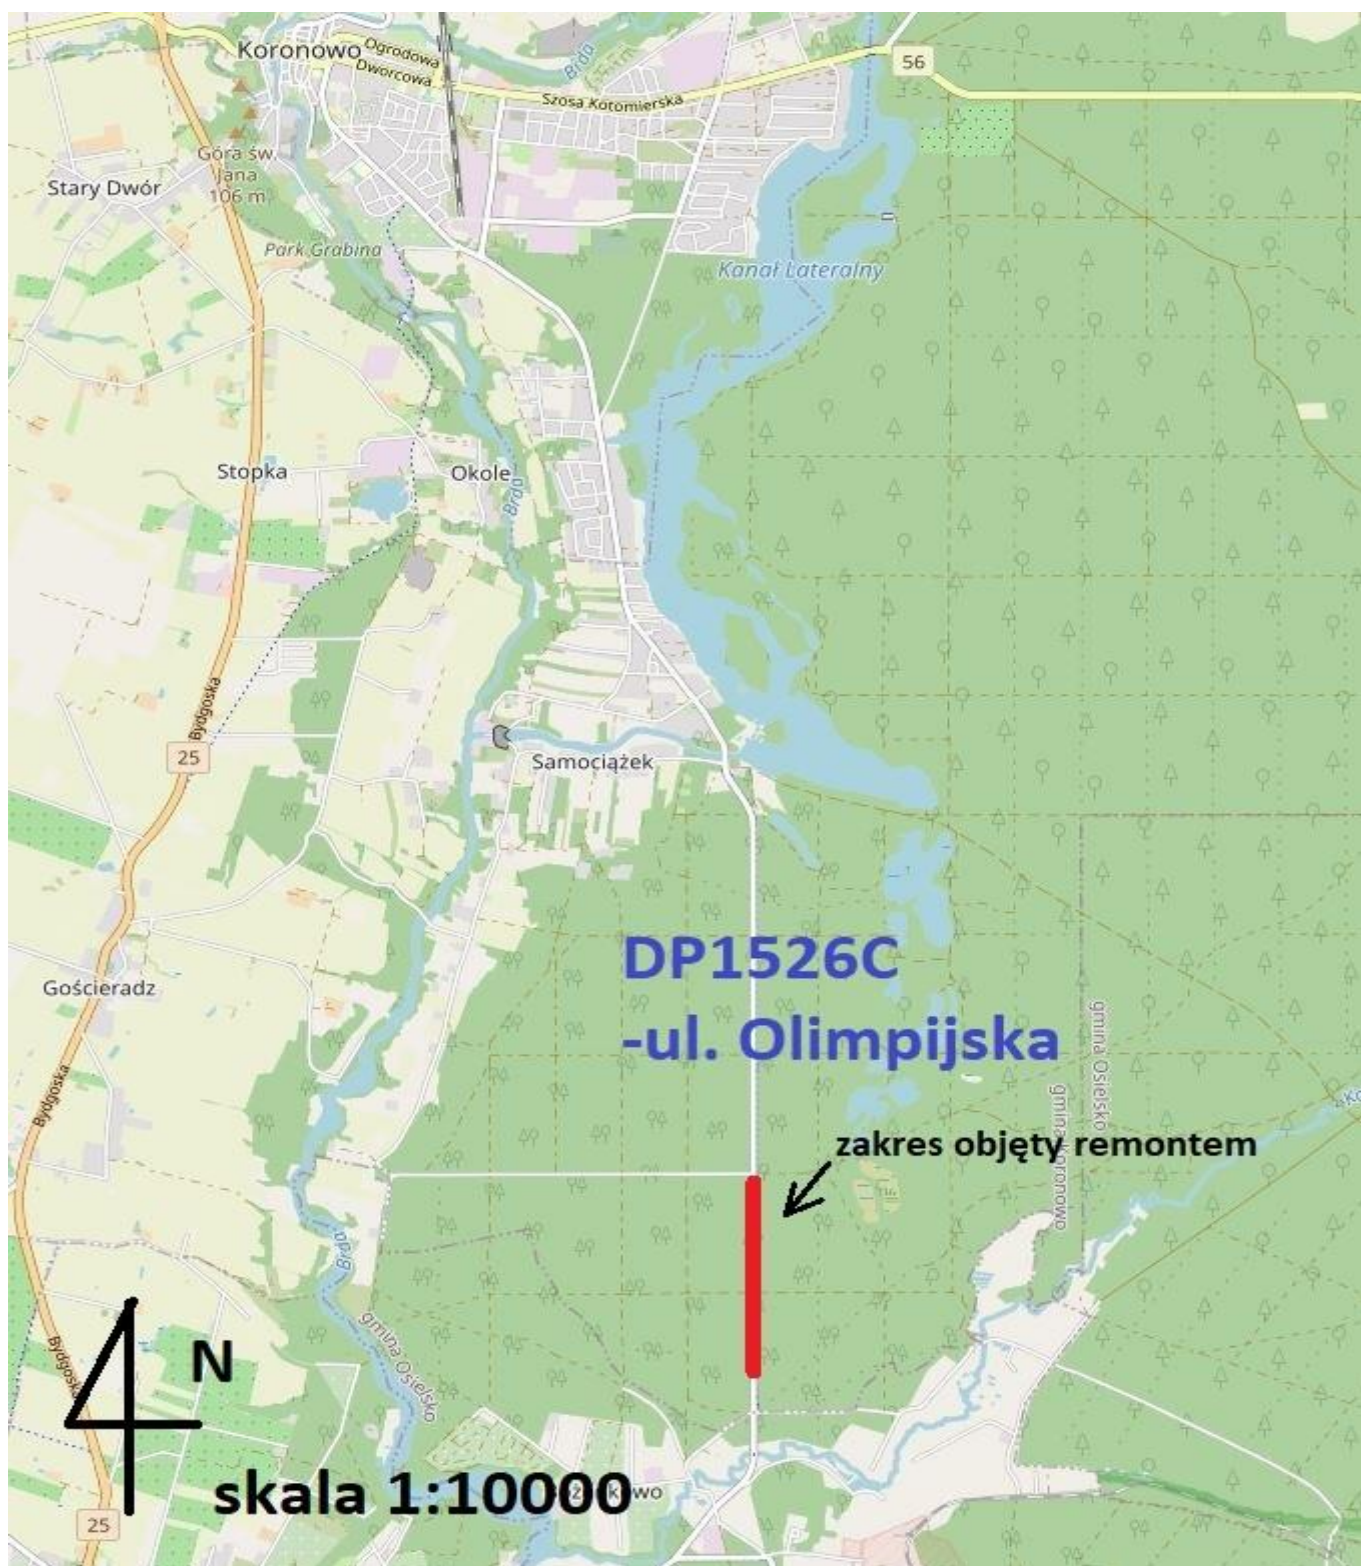 Koronowo
Ogrodowa
Dworcowa
Brda
56
Szosa Kotomierska
Góra św.
Jana
106 m
Stary Dwór
Park Grabina
Kanał Lateralny
Stopka
Okole
Brda
Bydgoska
25
Samociążek
DP1526C
Gościeradz
-ul. Olimpijska
gmina Osielsko
gmina Koronowo
Bydgoska
zakres objęty remontem
Brda
gmina Osielsko
N
Bydgoska
skala 1:10000
25